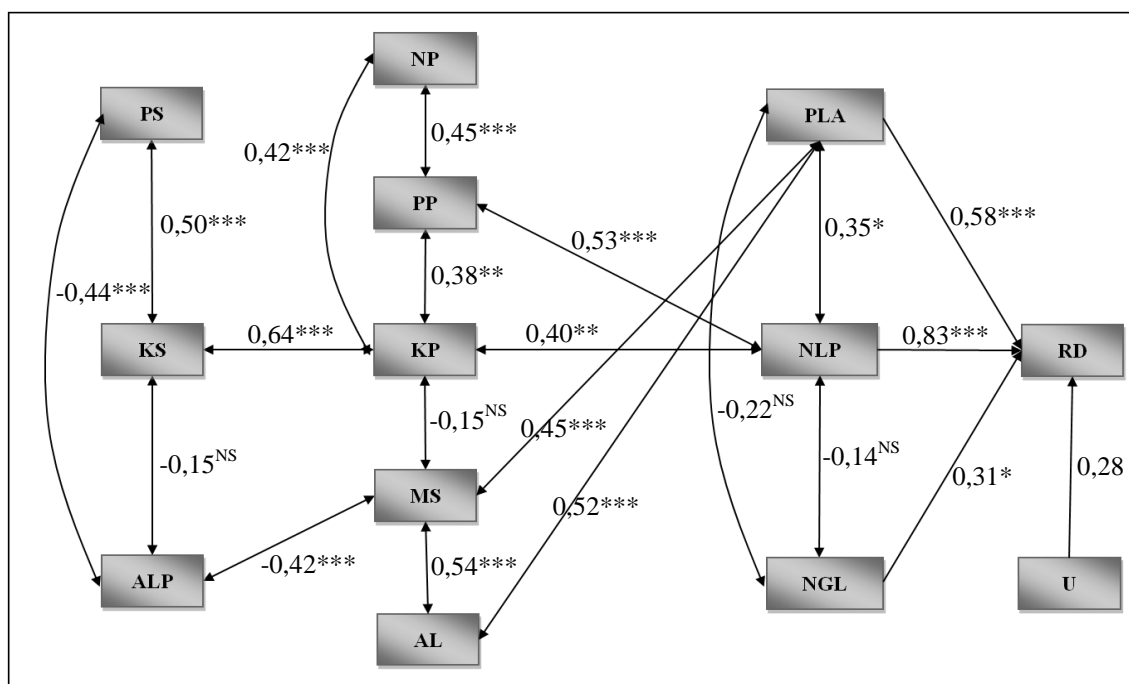 NP
PS
PLA
0,45***
0,42***
PP
0,50***
0,53***
0,35*
0,58***
0,38**
-0,44***
KS
0,64***
KP
0,40**
NLP
0,83***
RD
-0,15NS
0,45***
-0,22NS
-0,15NS
-0,14NS
0,31*
0,28
MS
0,52***
-0,42***
0,54***
ALP
NGL
U
AL